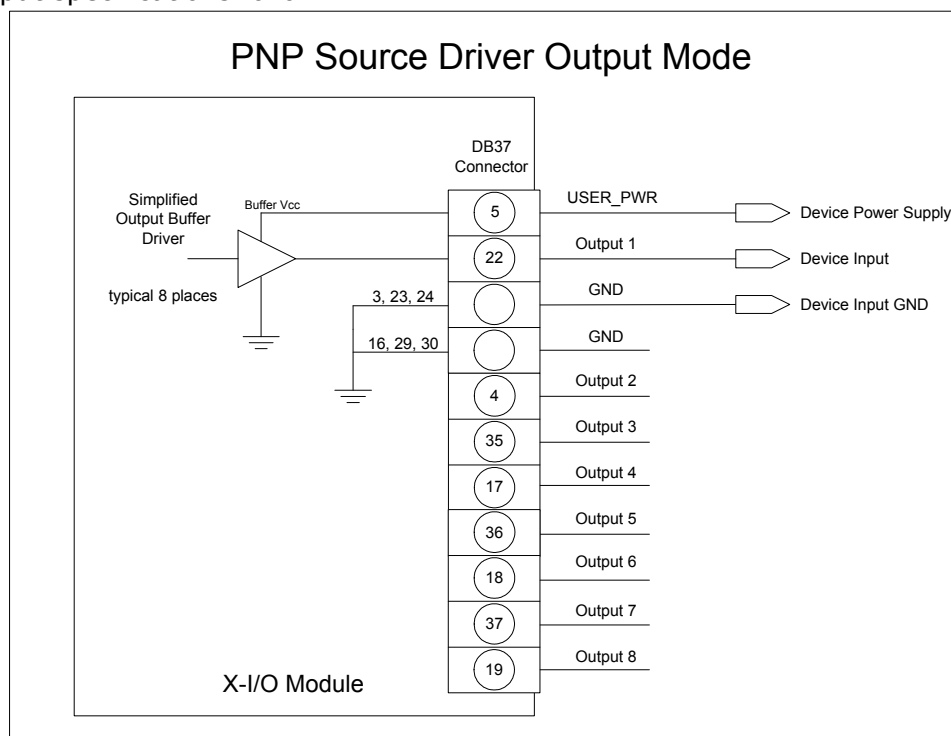 PNP Source Driver Output Mode
DB37
Connector
Simplified
Output Buffer
Driver
typical 8 places
Buffer Vcc
5
USER_PWR
Device Power Supply
22
Output 1
Device Input
3, 23, 24
GND
Device Input GND
16, 29, 30
GND
4
Output 2
35
Output 3
17
Output 4
36
Output 5
18
Output 6
37
Output 7
19
Output 8
X-I/O Module